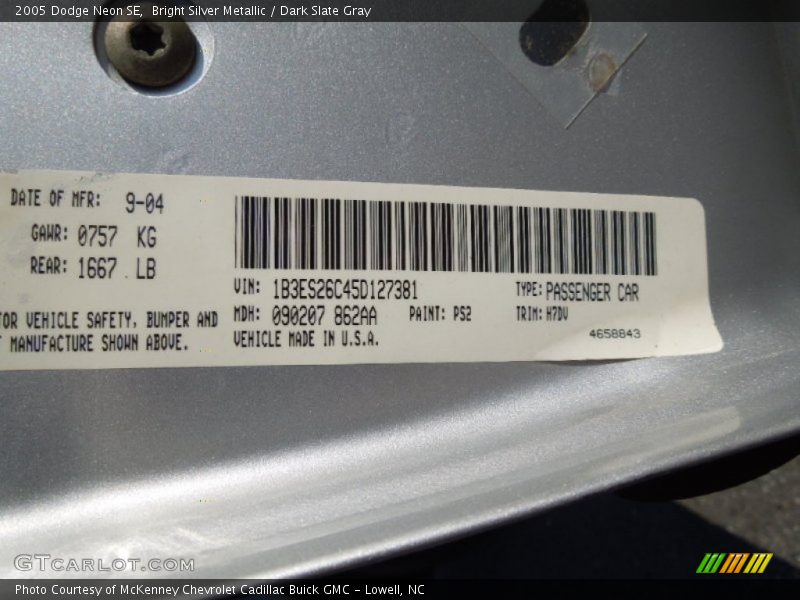 2005 Dodge Neon SE, Bright Silver Metallic / Dark Slate Gray
DATE OF MFR: 9-04
GAWR: 0757 KG
REAR: 1667 LB
TOR VEHICLE SAFETY, BUMPER AND
MANUFACTURE SHOWN ABOVE.
VIN: 1B3ES26C45D127381
TYPE: PASSENGER CAR
MDH: 090207 862AA PAINT: PS2 TRIM: H7DV
VEHICLE MADE IN U.S.A.
4658843
GTCARLOT.COM
Photo Courtesy of McKenney Chevrolet Cadillac Buick GMC - Lowell, NC